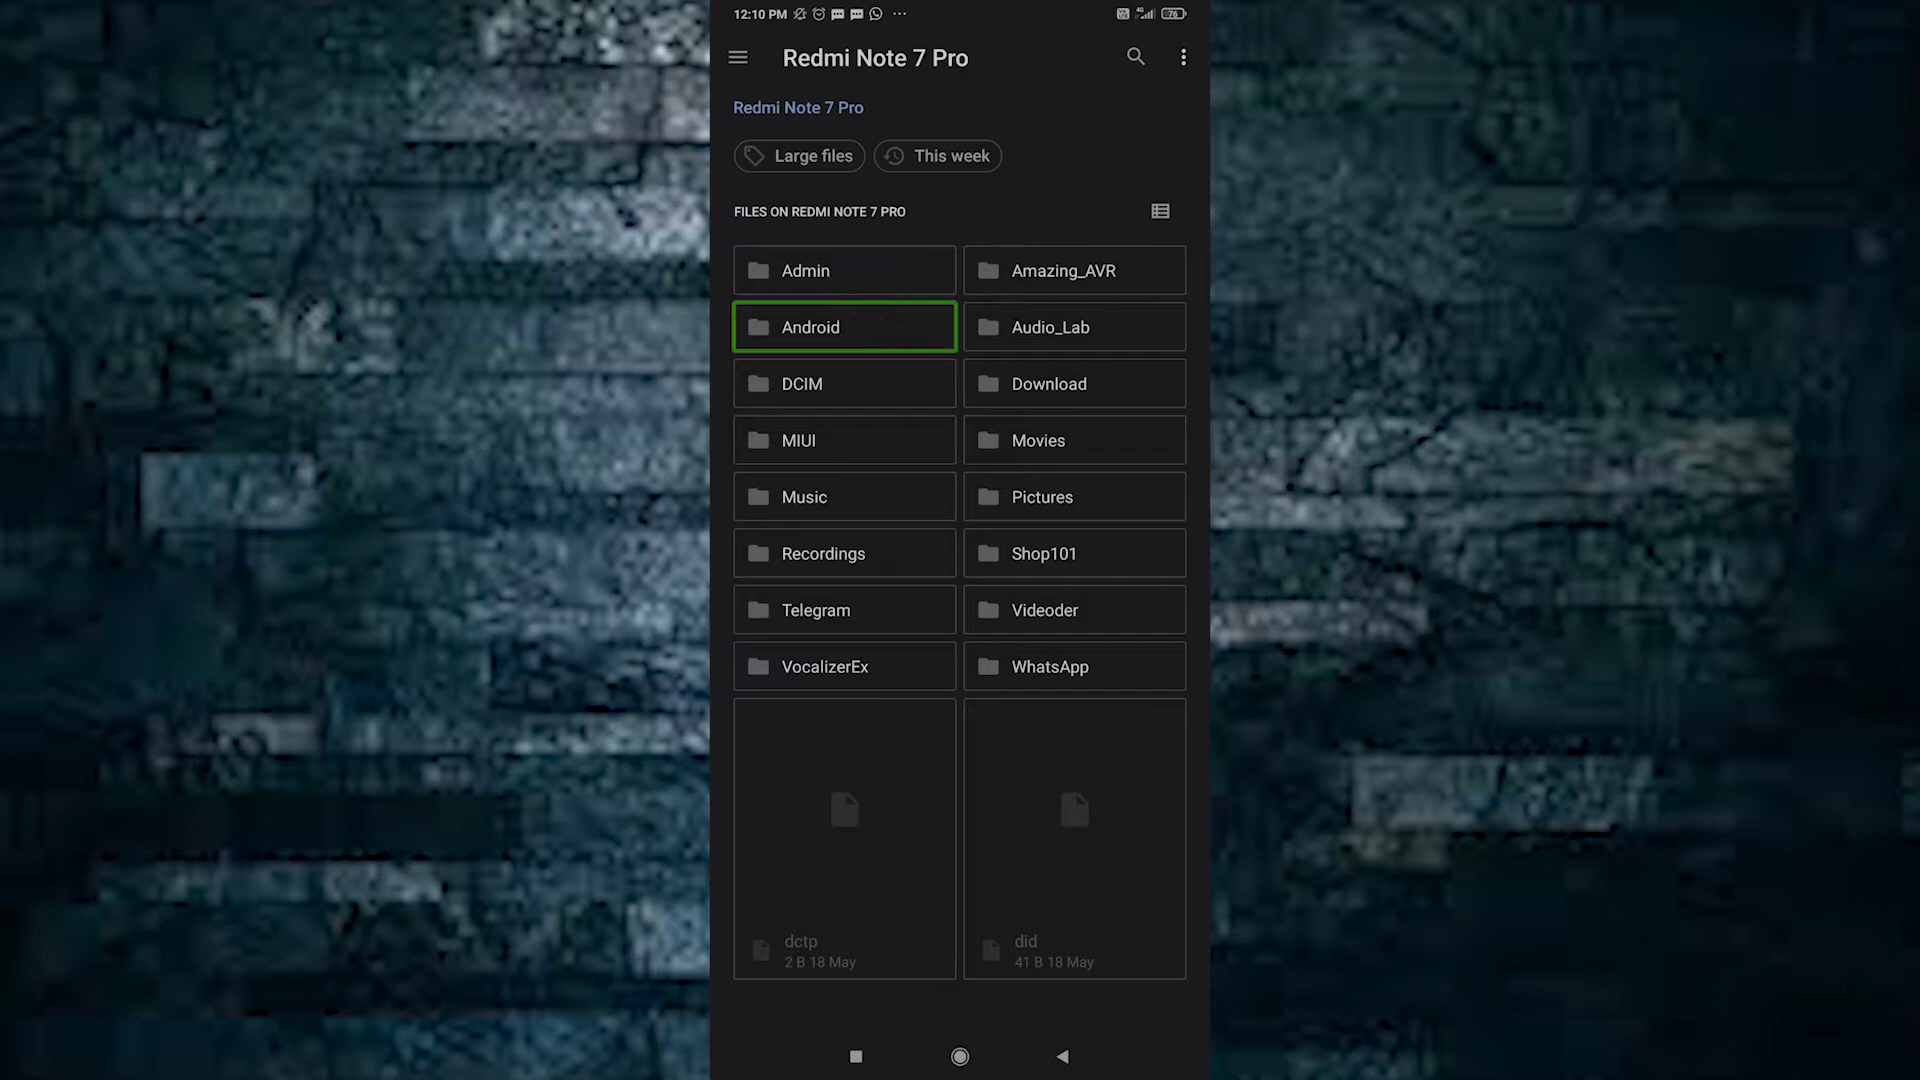 12:10 PM
4G
76
Redmi Note 7 Pro
Redmi Note 7 Pro
Large files
This week
FILES ON REDMI NOTE 7 PRO
Admin
Amazing_AVR
Android
Audio_Lab
DCIM
Download
MIUI
Movies
Music
Pictures
Recordings
Shop101
Telegram
Videoder
VocalizerEx
WhatsApp
dctp
2 B 18 May
did
41 B 18 May